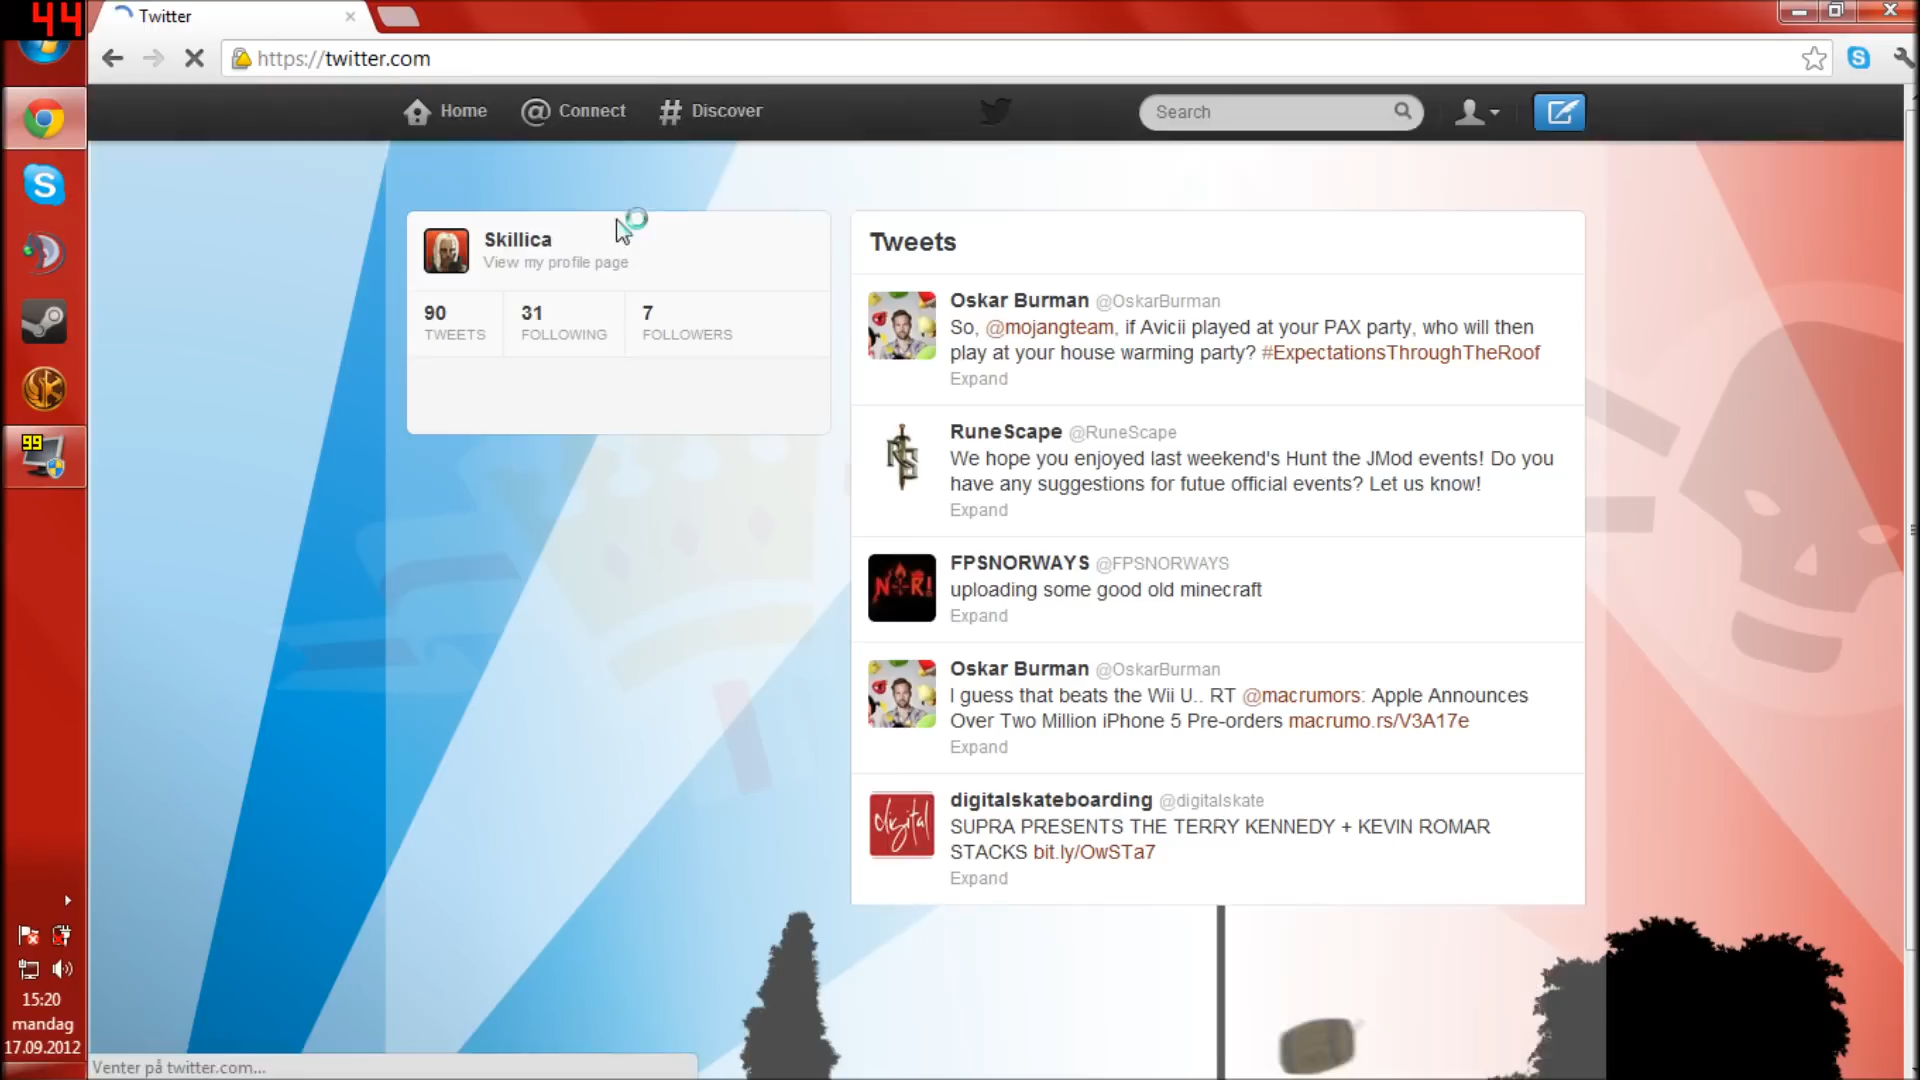 44
Twitter
https://twitter.com
Home Connect Discover Search
Skillica
View my profile page
90 31 7
TWEETS FOLLOWING FOLLOWERS
Tweets
Oskar Burman @OskarBurman
So, @mojangteam, if Avicii played at your PAX party, who will then
play at your house warming party? #ExpectationsThroughTheRoof
Expand
RuneScape @RuneScape
We hope you enjoyed last weekend's Hunt the JMod events! Do you
have any suggestions for futue official events? Let us know!
Expand
FPSNORWAYS @FPSNORWAYS
uploading some good old minecraft
Expand
Oskar Burman @OskarBurman
I guess that beats the Wii U.. RT @macrumors: Apple Announces
Over Two Million iPhone 5 Pre-orders macrumo.rs/V3A17e
Expand
digitalskateboarding @digitalskate
SUPRA PRESENTS THE TERRY KENNEDY + KEVIN ROMAR
STACKS bit.ly/OwSTa7
Expand
digital
NOR!
99
15:20
mandag
17.09.2012
Venter på twitter.com...